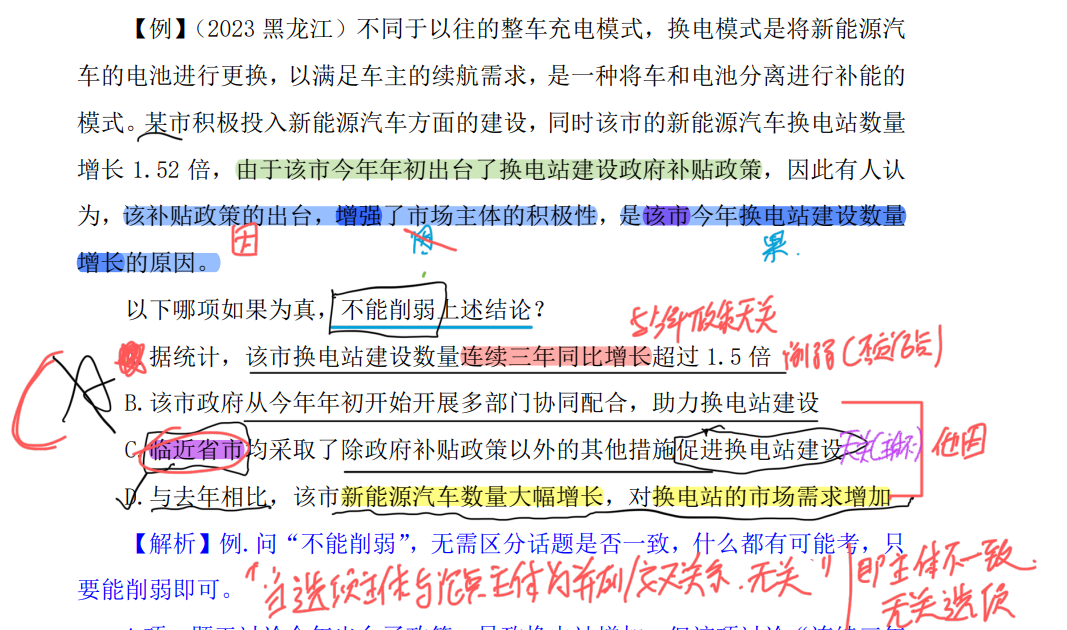 【例】（2023 黑龙江）不同于以往的整车充电模式，换电模式是将新能源汽
车的电池进行更换，以满足车主的续航需求，是一种将车和电池分离进行补能的
模式。某市积极投入新能源汽车方面的建设，同时该市的新能源汽车换电站数量
增长 1.52 倍，由于该市今年年初出台了换电站建设政府补贴政策，因此有人认
为，该补贴政策的出台，增强了市场主体的积极性，是该市今年换电站建设数量
因 果.
增长的原因。
以下哪项如果为真，不能削弱上述结论？
与今年政策无关
据统计，该市换电站建设数量连续三年同比增长超过 1.5 倍 削弱(否因
B.该市政府从今年年初开始开展多部门协同配合，助力换电站建设
C.临近省市均采取了除政府补贴政策以外的其他措施促进换电站建设 他因
D.与去年相比，该市新能源汽车数量大幅增长，对换电站的市场需求增加
【解析】例.问“不能削弱”，无需区分话题是否一致，什么都有可能考，只
要能削弱即可。
“当选项主体与论点主体为并列/交叉关系.无关” 即主体不一致.
无关选项